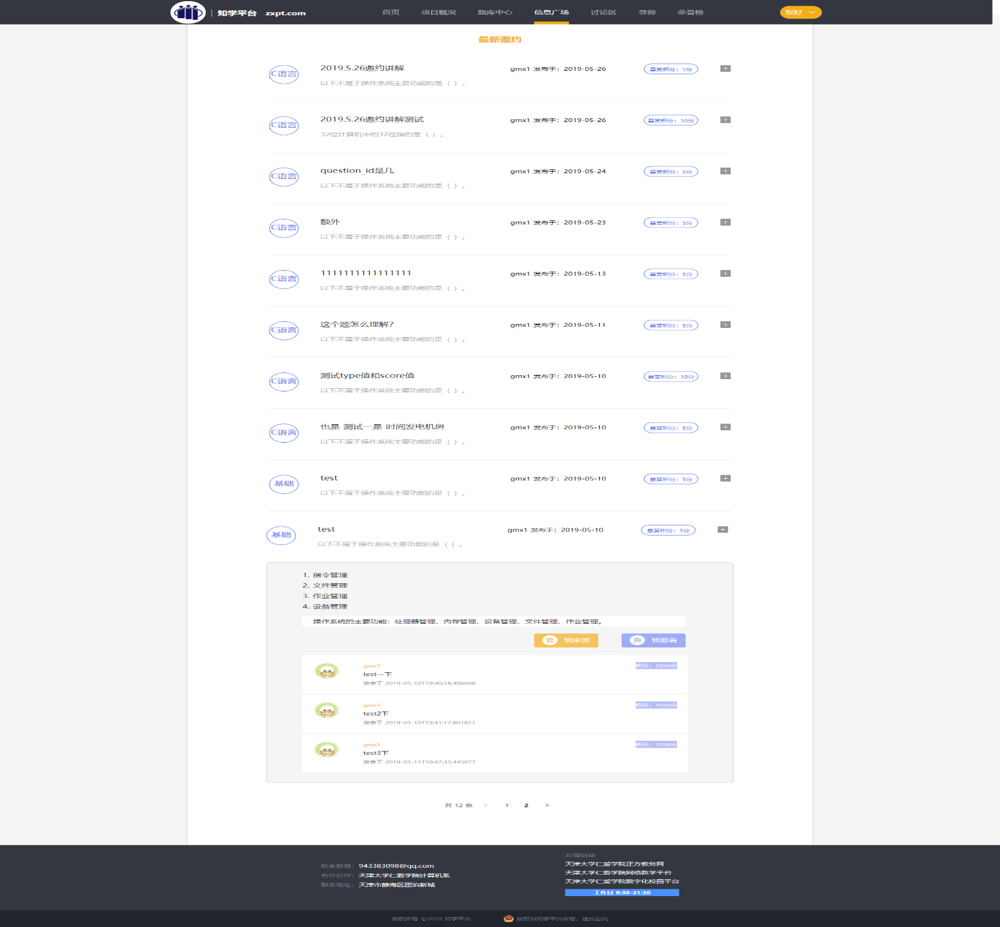 知学平台 zxpt.com 首页 项目概况 题库中心 信息广场 讨论区 寻师 荣誉榜 您好
最新邀约
C语言 2019.5.26邀约讲解 gmx1 发布于：2019-05-26 悬赏积分：5分
以下不属于操作系统主要功能的是（ ）。
C语言 2019.5.26邀约讲解测试 gmx1 发布于：2019-05-26 悬赏积分：10分
32位计算机中的32位指的是（ ）。
C语言 question_id是几 gmx1 发布于：2019-05-24 悬赏积分：5分
以下不属于操作系统主要功能的是（ ）。
C语言 额外 gmx1 发布于：2019-05-23 悬赏积分：5分
以下不属于操作系统主要功能的是（ ）。
C语言 1111111111111111 gmx1 发布于：2019-05-13 悬赏积分：5分
以下不属于操作系统主要功能的是（ ）。
C语言 这个题怎么理解? gmx1 发布于：2019-05-11 悬赏积分：5分
以下不属于操作系统主要功能的是（ ）。
C语言 测试type值和score值 gmx1 发布于：2019-05-10 悬赏积分：10分
以下不属于操作系统主要功能的是（ ）。
C语言 也是 测试一是 时间发电机房 gmx1 发布于：2019-05-10 悬赏积分：5分
以下不属于操作系统主要功能的是（ ）。
基础 test gmx1 发布于：2019-05-10 悬赏积分：5分
以下不属于操作系统主要功能的是（ ）。
基础 test gmx1 发布于：2019-05-10 悬赏积分：5分
以下不属于操作系统主要功能的是（ ）。
1. 指令管理
2. 文件管理
3. 作业管理
4. 设备管理
操作系统的主要功能：处理器管理、内存管理、设备管理、文件管理、作业管理。
答 我来答 查 我要看
gmx1 积分：1036分
test一下
发表于 2019-05-10T19:40:18.406698
gmx1 积分：1036分
test2下
发表于 2019-05-10T19:41:17.801811
gmx1 积分：1036分
test3下
发表于 2019-05-11T10:47:33.445077
共 12 条 < 1 2 >
友情链接
联系邮箱：943383098@qq.com 天津大学仁爱学院正方教务网
合作伙伴：天津大学仁爱学院计算机系 天津大学仁爱学院网络教学平台
联系地址：天津市静海区团泊新城 天津大学仁爱学院数字化校园平台
工作日 9:30-21:30
版权所有 ©2019 知学平台 版权归知学平台所有，违反必究